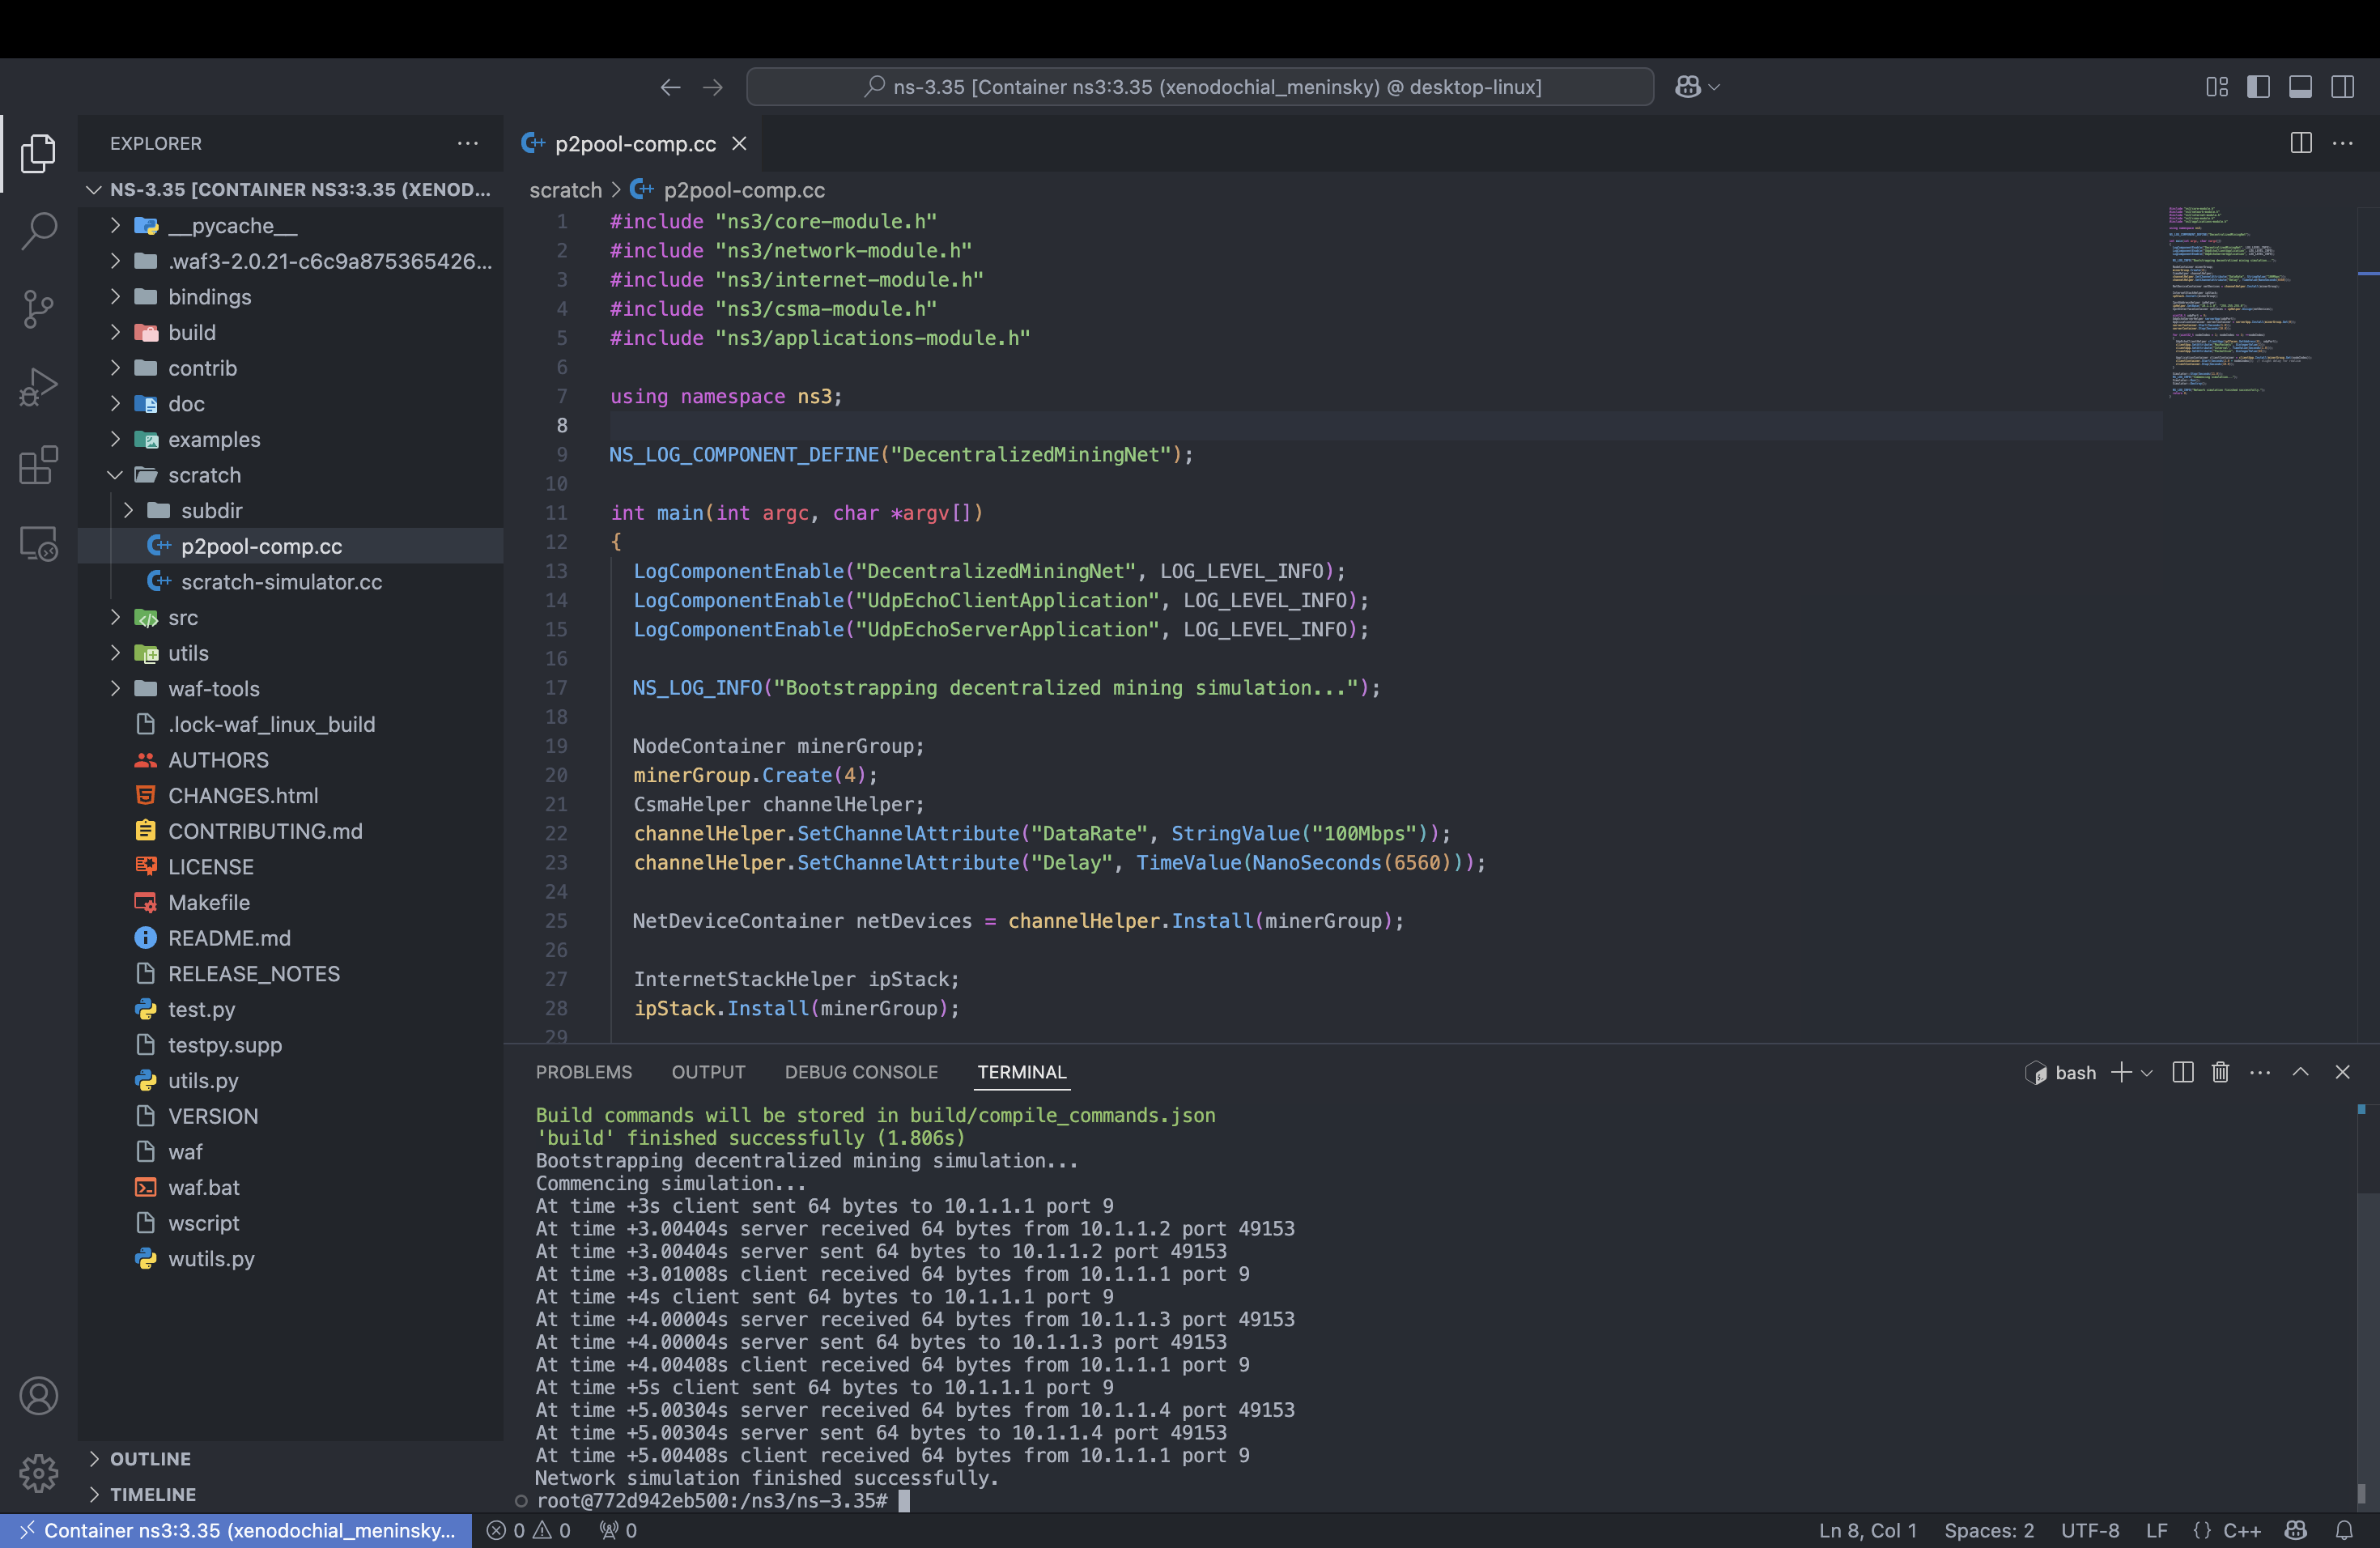 ns-3.35 [Container ns3:3.35 (xenodochial_meninsky) @ desktop-linux]
EXPLORER
NS-3.35 [CONTAINER NS3:3.35 (XENOD...
__pycache__
.waf3-2.0.21-c6c9a875365426...
bindings
build
contrib
doc
examples
scratch
subdir
p2pool-comp.cc
scratch-simulator.cc
src
utils
waf-tools
.lock-waf_linux_build
AUTHORS
CHANGES.html
CONTRIBUTING.md
LICENSE
Makefile
README.md
RELEASE_NOTES
test.py
testpy.supp
utils.py
VERSION
waf
waf.bat
wscript
wutils.py
OUTLINE
TIMELINE
p2pool-comp.cc
scratch > p2pool-comp.cc
1 #include "ns3/core-module.h"
2 #include "ns3/network-module.h"
3 #include "ns3/internet-module.h"
4 #include "ns3/csma-module.h"
5 #include "ns3/applications-module.h"
6
7 using namespace ns3;
8
9 NS_LOG_COMPONENT_DEFINE("DecentralizedMiningNet");
10
11 int main(int argc, char *argv[])
12 {
13 LogComponentEnable("DecentralizedMiningNet", LOG_LEVEL_INFO);
14 LogComponentEnable("UdpEchoClientApplication", LOG_LEVEL_INFO);
15 LogComponentEnable("UdpEchoServerApplication", LOG_LEVEL_INFO);
16
17 NS_LOG_INFO("Bootstrapping decentralized mining simulation...");
18
19 NodeContainer minerGroup;
20 minerGroup.Create(4);
21 CsmaHelper channelHelper;
22 channelHelper.SetChannelAttribute("DataRate", StringValue("100Mbps"));
23 channelHelper.SetChannelAttribute("Delay", TimeValue(NanoSeconds(6560)));
24
25 NetDeviceContainer netDevices = channelHelper.Install(minerGroup);
26
27 InternetStackHelper ipStack;
28 ipStack.Install(minerGroup);
29
PROBLEMS OUTPUT DEBUG CONSOLE TERMINAL
bash
Build commands will be stored in build/compile_commands.json
'build' finished successfully (1.806s)
Bootstrapping decentralized mining simulation...
Commencing simulation...
At time +3s client sent 64 bytes to 10.1.1.1 port 9
At time +3.00404s server received 64 bytes from 10.1.1.2 port 49153
At time +3.00404s server sent 64 bytes to 10.1.1.2 port 49153
At time +3.01008s client received 64 bytes from 10.1.1.1 port 9
At time +4s client sent 64 bytes to 10.1.1.1 port 9
At time +4.00004s server received 64 bytes from 10.1.1.3 port 49153
At time +4.00004s server sent 64 bytes to 10.1.1.3 port 49153
At time +4.00408s client received 64 bytes from 10.1.1.1 port 9
At time +5s client sent 64 bytes to 10.1.1.1 port 9
At time +5.00304s server received 64 bytes from 10.1.1.4 port 49153
At time +5.00304s server sent 64 bytes to 10.1.1.4 port 49153
At time +5.00408s client received 64 bytes from 10.1.1.1 port 9
Network simulation finished successfully.
root@772d942eb500:/ns3/ns-3.35#
Container ns3:3.35 (xenodochial_meninsky... 0 0 0 Ln 8, Col 1 Spaces: 2 UTF-8 LF {} C++